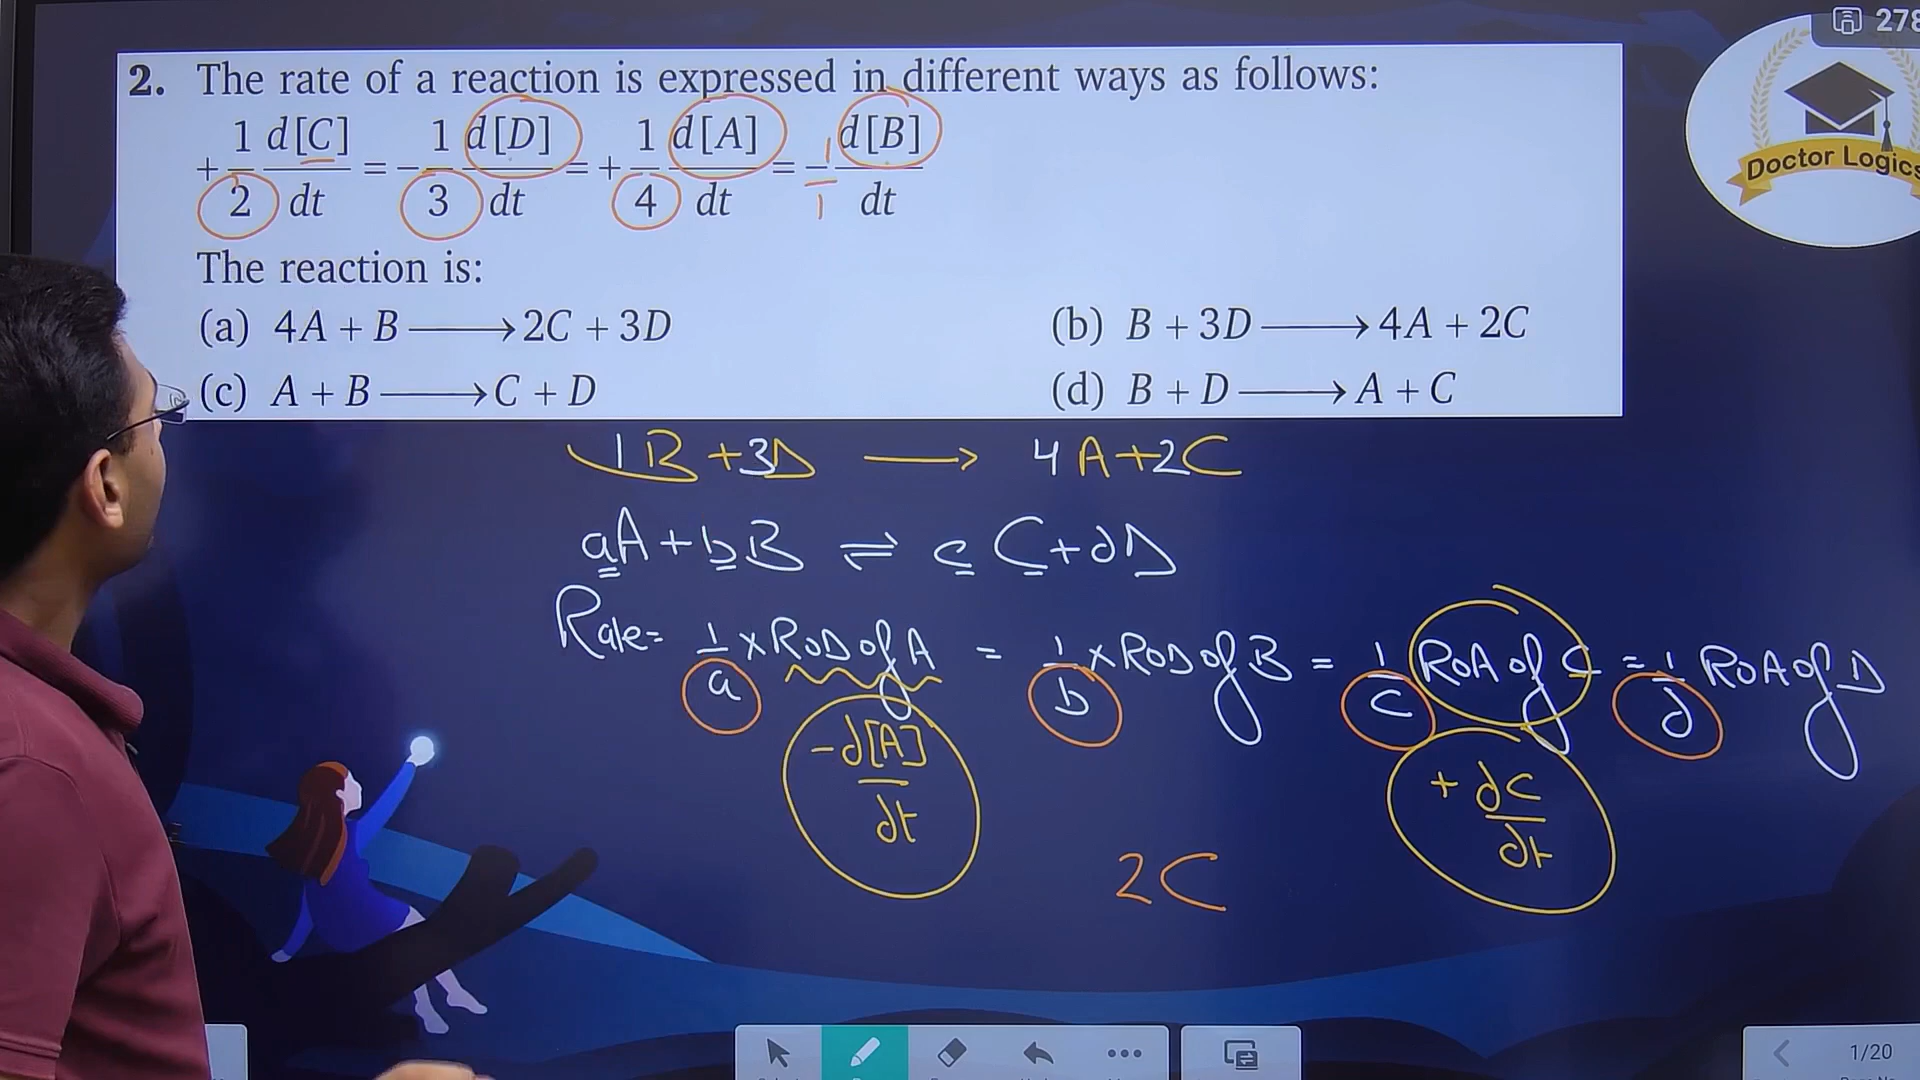 278
Doctor Logics
2. The rate of a reaction is expressed in different ways as follows:
+ 1/2 d[C]/dt = − 1/3 d[D]/dt = + 1/4 d[A]/dt = − 1/1 d[B]/dt
The reaction is:
(a) 4A + B ⟶ 2C + 3D
(b) B + 3D ⟶ 4A + 2C
(c) A + B ⟶ C + D
(d) B + D ⟶ A + C
1B + 3D ⟶ 4A + 2C
aA + bB ⇌ cC + dD
Rate = 1/a × RoD of A = 1/b × RoD of B = 1/c RoA of C = 1/d RoA of D
−d[A]/dt
+ dC/dt
2C
1/20